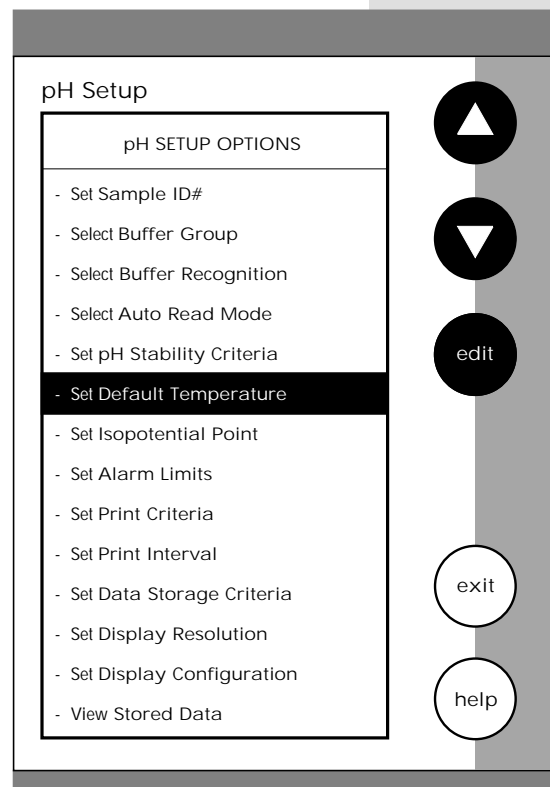 pH Setup
pH SETUP OPTIONS
- Set Sample ID#
- Select Buffer Group
- Select Buffer Recognition
- Select Auto Read Mode
- Set pH Stability Criteria
- Set Default Temperature
- Set Isopotential Point
- Set Alarm Limits
- Set Print Criteria
- Set Print Interval
- Set Data Storage Criteria
- Set Display Resolution
- Set Display Configuration
- View Stored Data
edit
exit
help